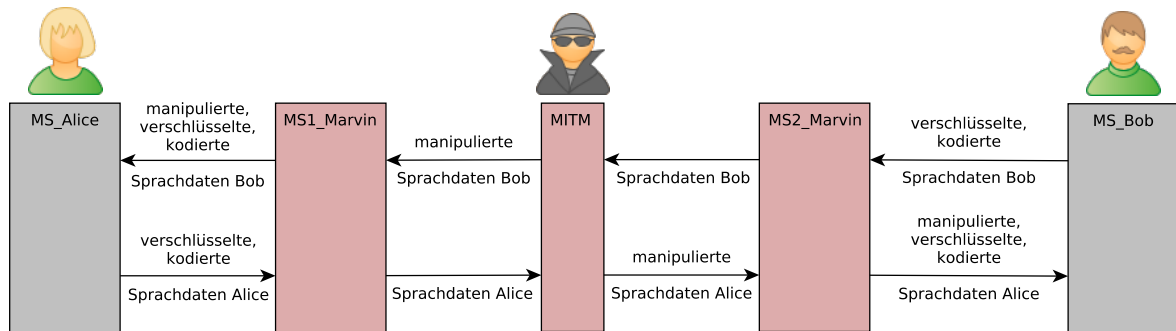 MS_Alice
MS1_Marvin
MITM
MS2_Marvin
MS_Bob
manipulierte,
verschlüsselte,
kodierte
Sprachdaten Bob
manipulierte
Sprachdaten Bob
Sprachdaten Bob
verschlüsselte,
kodierte
Sprachdaten Bob
verschlüsselte,
kodierte
Sprachdaten Alice
Sprachdaten Alice
manipulierte
Sprachdaten Alice
manipulierte,
verschlüsselte,
kodierte
Sprachdaten Alice